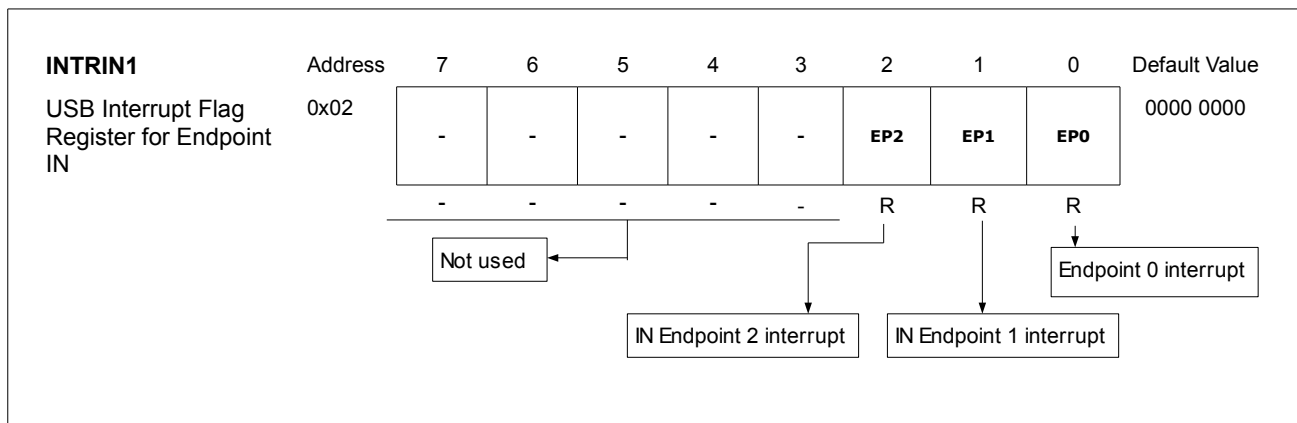 INTRIN1 Address 7 6 5 4 3 2 1 0 Default Value
USB Interrupt Flag
Register for Endpoint
IN
0x02
- - - - - EP2 EP1 EP0
0000 0000
- - - - - R R R
Not used
Endpoint 0 interrupt
IN Endpoint 2 interrupt
IN Endpoint 1 interrupt